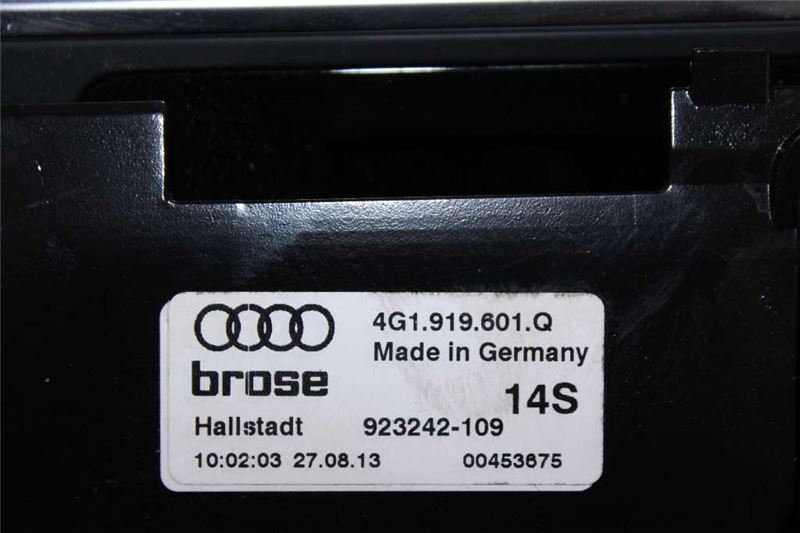 4G1.919.601.Q
Made in Germany
brose
14S
Hallstadt 923242-109
10:02:03 27.08.13 00453675